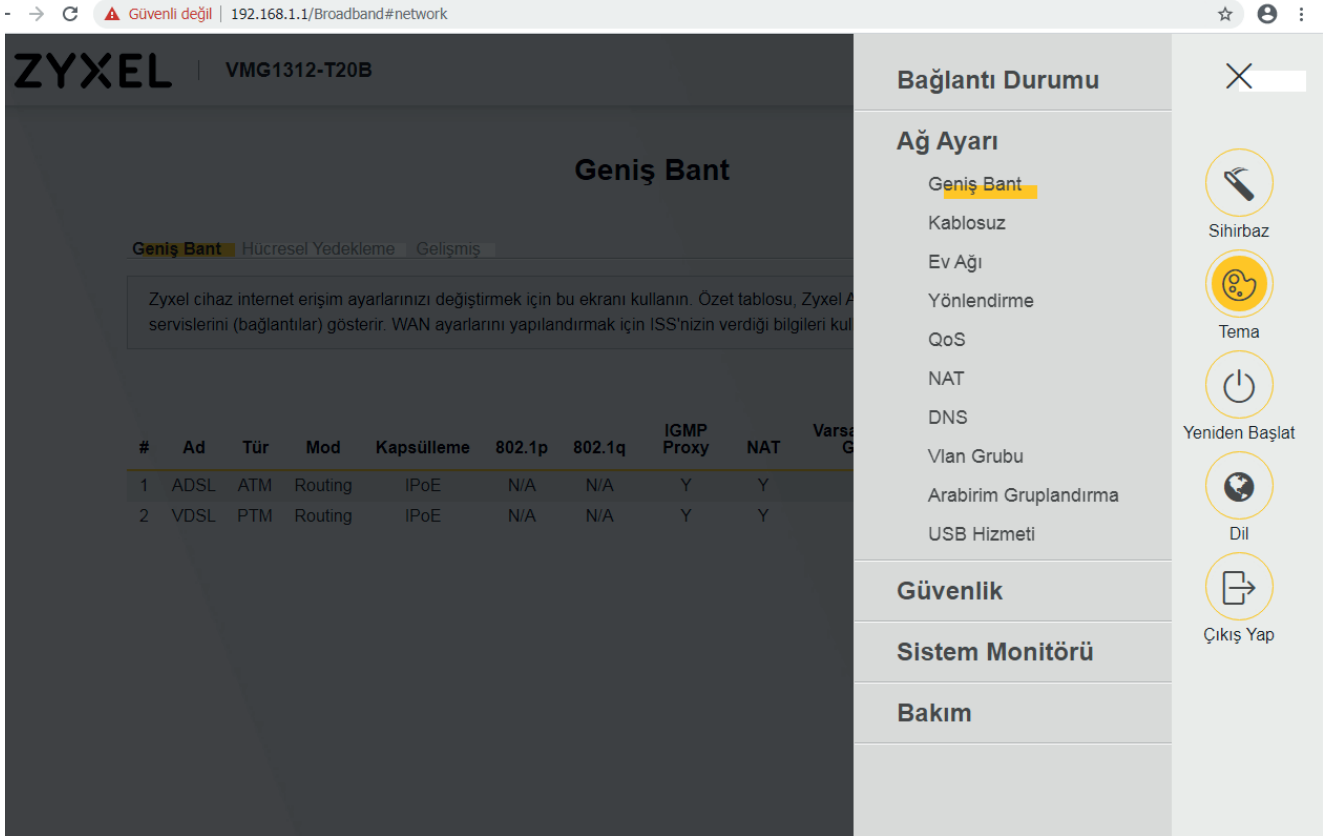 Güvenli değil | 192.168.1.1/Broadband#network
ZYXEL | VMG1312-T20B
Geniş Bant
Geniş Bant Hücresel Yedekleme Gelişmiş
Zyxel cihaz internet erişim ayarlarınızı değiştirmek için bu ekranı kullanın. Özet tablosu, Zyxel
servislerini (bağlantılar) gösterir. WAN ayarlarını yapılandırmak için ISS'nizin verdiği bilgileri
# Ad Tür Mod Kapsülleme 802.1p 802.1q IGMP Proxy NAT
1 ADSL ATM Routing IPoE N/A N/A Y Y
2 VDSL PTM Routing IPoE N/A N/A Y Y
Bağlantı Durumu
Ağ Ayarı
Geniş Bant
Kablosuz
Ev Ağı
Yönlendirme
QoS
NAT
DNS
Vlan Grubu
Arabirim Gruplandırma
USB Hizmeti
Güvenlik
Sistem Monitörü
Bakım
Sihirbaz
Tema
Yeniden Başlat
Dil
Çıkış Yap